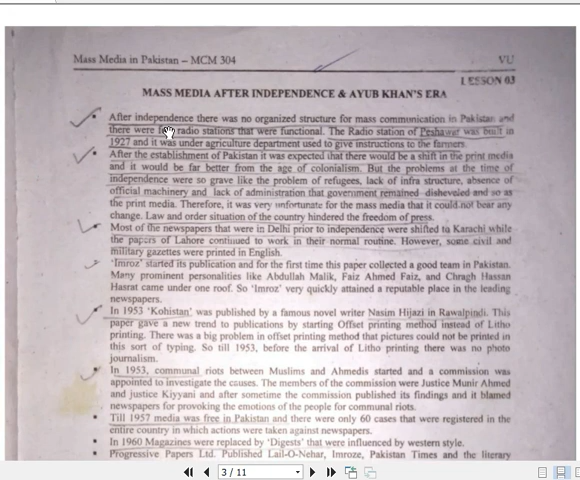 Mass Media in Pakistan – MCM 304 VU
LESSON 03
MASS MEDIA AFTER INDEPENDENCE & AYUB KHAN'S ERA
After independence there was no organized structure for mass communication in Pakistan and
there were few radio stations that were functional. The Radio station of Peshawar was built in
1927 and it was under agriculture department used to give instructions to the farmers.
After the establishment of Pakistan it was expected that there would be a shift in the print media
and it would be far better from the age of colonialism. But the problems at the time of
independence were so grave like the problem of refugees, lack of infra structure, absence of
official machinery and lack of administration that government remained disheveled and so as
the print media. Therefore, it was very unfortunate for the mass media that it could not bear any
change. Law and order situation of the country hindered the freedom of press.
Most of the newspapers that were in Delhi prior to independence were shifted to Karachi while
the papers of Lahore continued to work in their normal routine. However, some civil and
military gazettes were printed in English.
'Imroz' started its publication and for the first time this paper collected a good team in Pakistan.
Many prominent personalities like Abdullah Malik, Faiz Ahmed Faiz, and Chragh Hassan
Hasrat came under one roof. So 'Imroz' very quickly attained a reputable place in the leading
newspapers.
In 1953 'Kohistan' was published by a famous novel writer Nasim Hijazi in Rawalpindi. This
paper gave a new trend to publications by starting Offset printing method instead of Litho
printing. There was a big problem in offset printing method that pictures could not be printed in
this sort of typing. So till 1953, before the arrival of Litho printing there was no photo
journalism.
In 1953, communal riots between Muslims and Ahmedis started and a commission was
appointed to investigate the causes. The members of the commission were Justice Munir Ahmed
and justice Kiyyani and after sometime the commission published its findings and it blamed
newspapers for provoking the emotions of the people for communal riots.
Till 1957 media was free in Pakistan and there were only 60 cases that were registered in the
entire country in which actions were taken against newspapers.
In 1960 Magazines were replaced by 'Digests' that were influenced by western style.
Progressive Papers Ltd. Published Lail-O-Nehar, Imroze, Pakistan Times and the literary
3 / 11